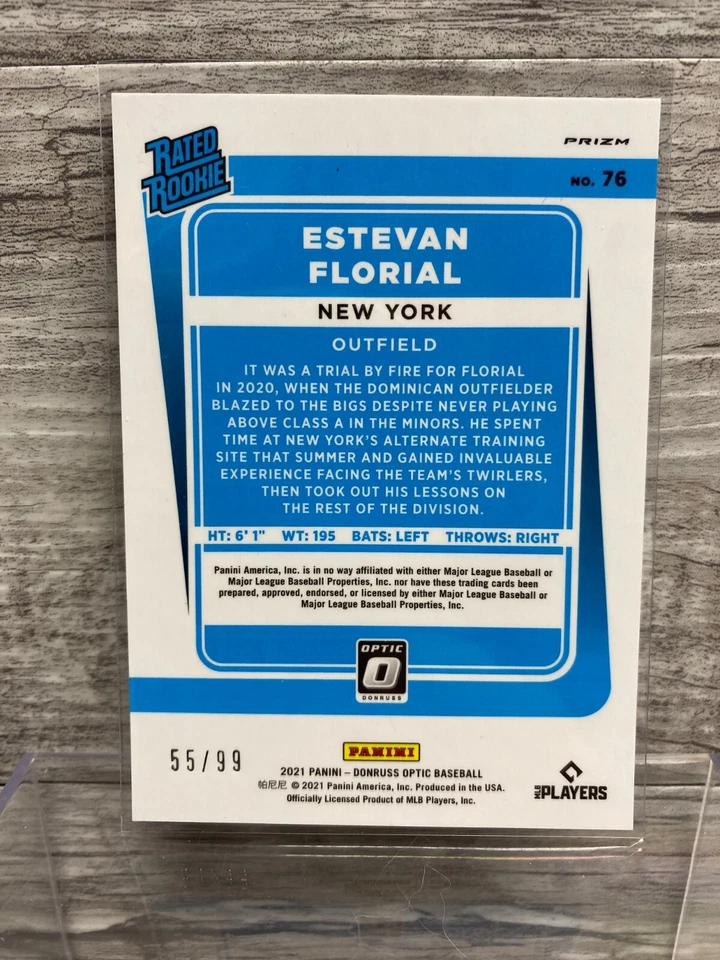 RATED
ROOKIE
PRIZM
NO. 76
ESTEVAN
FLORIAL
NEW YORK
OUTFIELD
IT WAS A TRIAL BY FIRE FOR FLORIAL
IN 2020, WHEN THE DOMINICAN OUTFIELDER
BLAZED TO THE BIGS DESPITE NEVER PLAYING
ABOVE CLASS A IN THE MINORS. HE SPENT
TIME AT NEW YORK'S ALTERNATE TRAINING
SITE THAT SUMMER AND GAINED INVALUABLE
EXPERIENCE FACING THE TEAM'S TWIRLERS,
THEN TOOK OUT HIS LESSONS ON
THE REST OF THE DIVISION.
HT: 6' 1" WT: 195 BATS: LEFT THROWS: RIGHT
Panini America, Inc. is in no way affiliated with either Major League Baseball or
Major League Baseball Properties, Inc. nor have these trading cards been
prepared, approved, endorsed, or licensed by either Major League Baseball or
Major League Baseball Properties, Inc.
OPTIC
O
DONRUSS
55/99
PANINI
2021 PANINI – DONRUSS OPTIC BASEBALL
帕尼尼 © 2021 Panini America, Inc. Produced in the USA.
Officially Licensed Product of MLB Players, Inc.
MLB PLAYERS